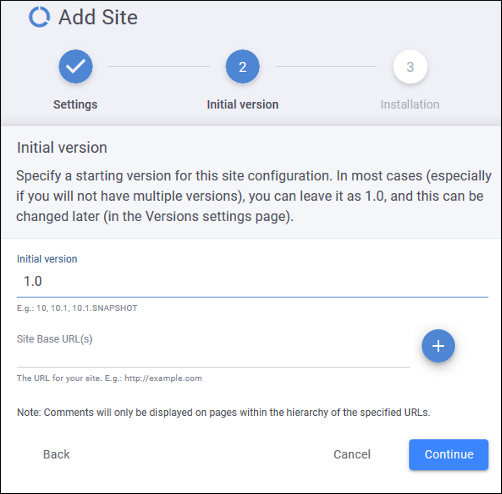 Add Site
2
3
Settings
Initial version
Installation
Initial version
Specify a starting version for this site configuration. In most cases (especially
if you will not have multiple versions), you can leave it as 1.0, and this can be
changed later (in the Versions settings page).
Initial version
1.0
E.g.: 10, 10.1, 10.1.SNAPSHOT
Site Base URL(s)
+
The URL for your site. E.g.: http://example.com
Note: Comments will only be displayed on pages within the hierarchy of the specified URLs.
Back
Cancel
Continue